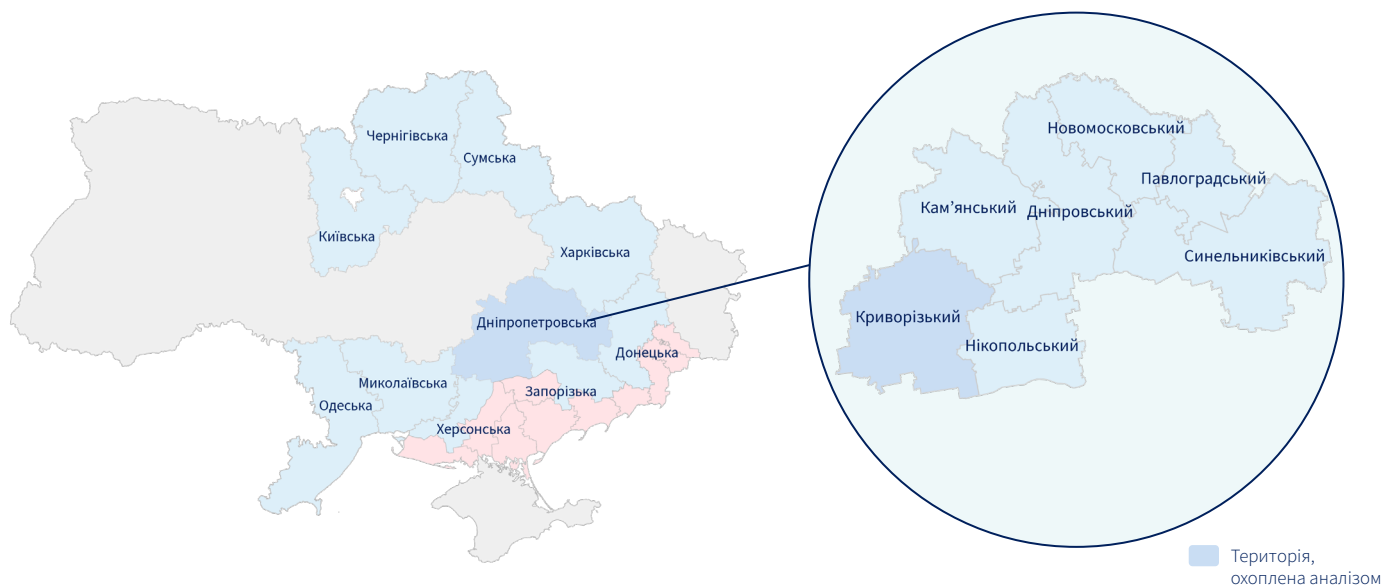 Чернігівська
Сумська
Київська
Харківська
Дніпропетровська
Донецька
Миколаївська
Запорізька
Одеська
Херсонська
Новомосковський
Павлоградський
Кам’янський
Дніпровський
Синельниківський
Криворізький
Нікопольський
Територія,
охоплена аналізом